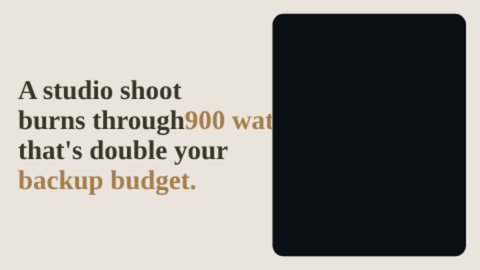 A studio shoot
burns through900 wat
that's double your
backup budget.